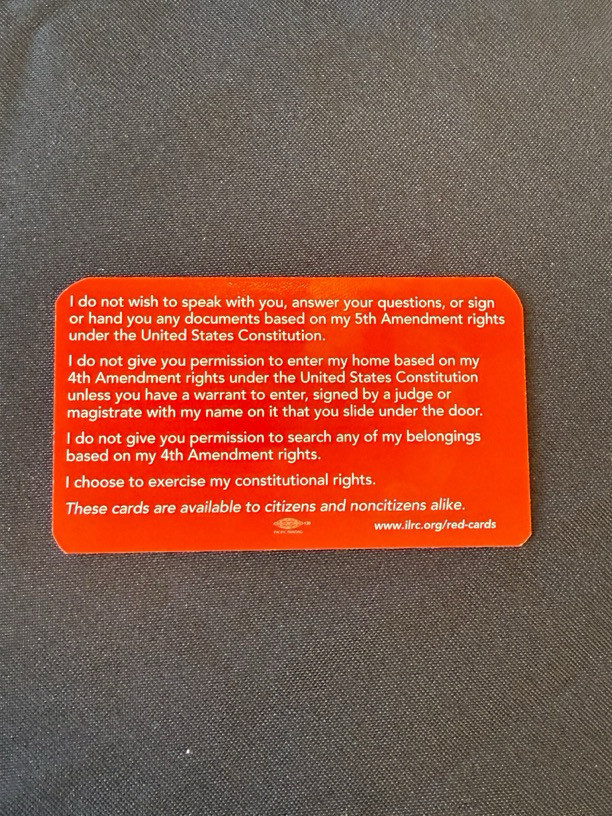 I do not wish to speak with you, answer your questions, or sign
or hand you any documents based on my 5th Amendment rights
under the United States Constitution.
I do not give you permission to enter my home based on my
4th Amendment rights under the United States Constitution
unless you have a warrant to enter, signed by a judge or
magistrate with my name on it that you slide under the door.
I do not give you permission to search any of my belongings
based on my 4th Amendment rights.
I choose to exercise my constitutional rights.
These cards are available to citizens and noncitizens alike.
www.ilrc.org/red-cards